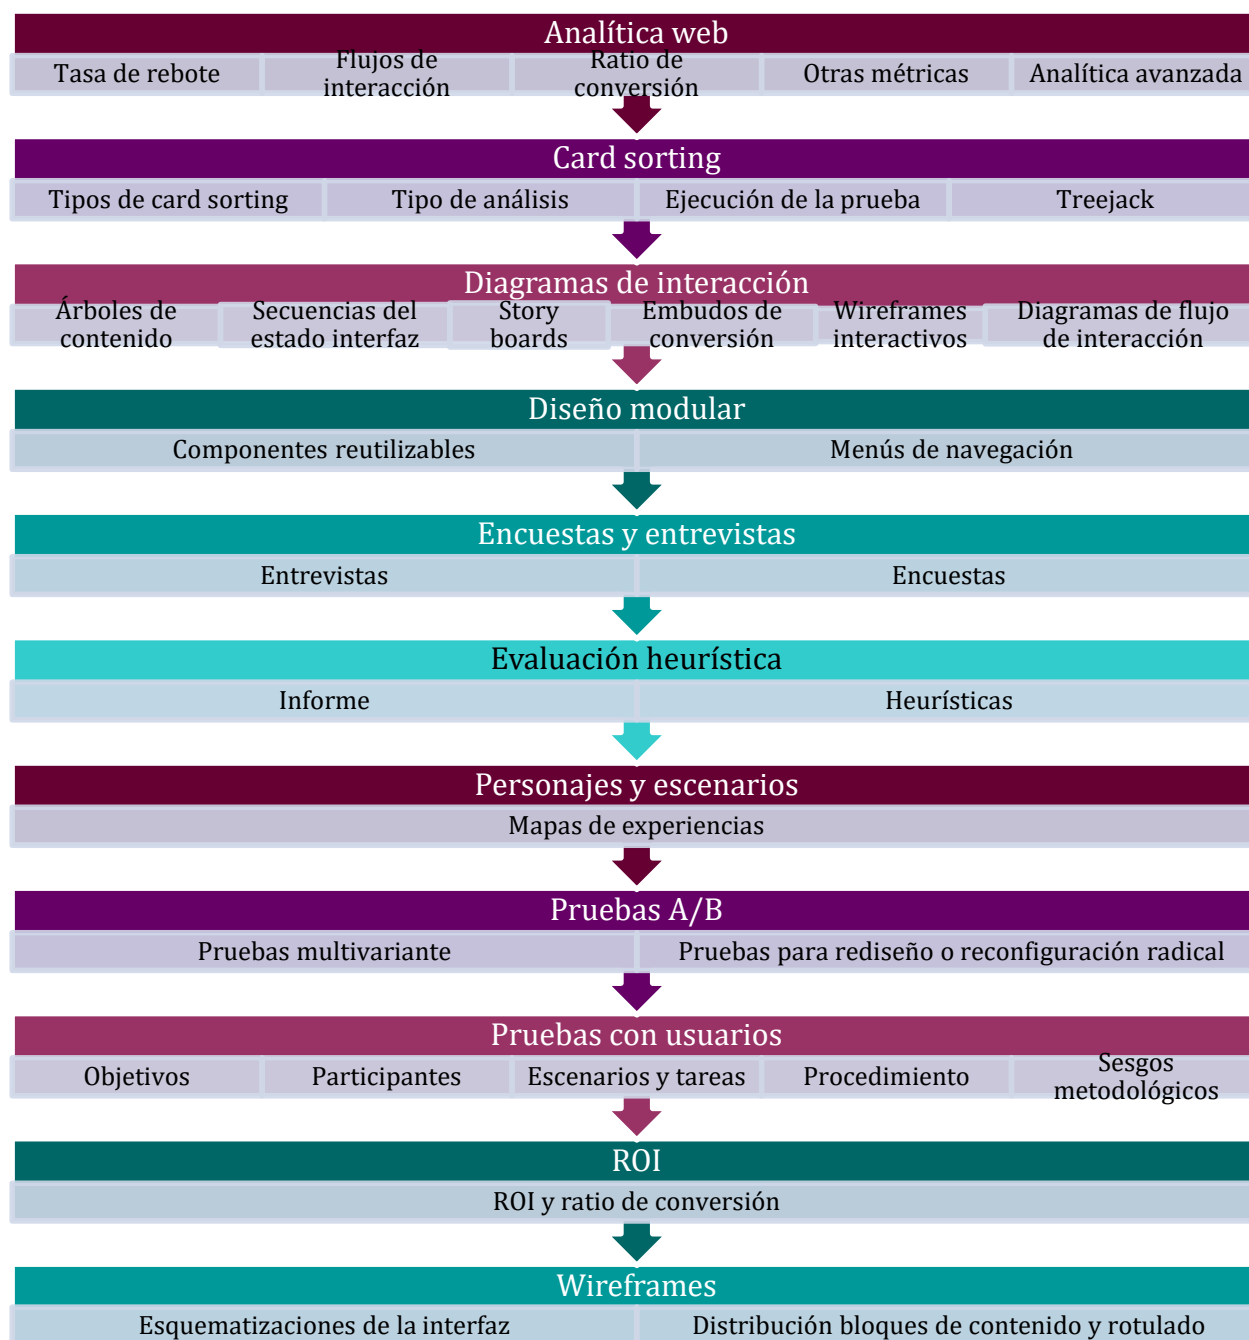 Analítica web
Tasa de rebote
Flujos de
interacción
Ratio de
conversión
Otras métricas
Analítica avanzada
Card sorting
Tipos de card sorting
Tipo de análisis
Ejecución de la prueba
Treejack
Diagramas de interacción
Árboles de
contenido
Secuencias del
estado interfaz
Story
boards
Embudos de
conversión
Wireframes
interactivos
Diagramas de flujo
de interacción
Diseño modular
Componentes reutilizables
Menús de navegación
Encuestas y entrevistas
Entrevistas
Encuestas
Evaluación heurística
Informe
Heurísticas
Personajes y escenarios
Mapas de experiencias
Pruebas A/B
Pruebas multivariante
Pruebas para rediseño o reconfiguración radical
Pruebas con usuarios
Objetivos
Participantes
Escenarios y tareas
Procedimiento
Sesgos
metodológicos
ROI
ROI y ratio de conversión
Wireframes
Esquematizaciones de la interfaz
Distribución bloques de contenido y rotulado